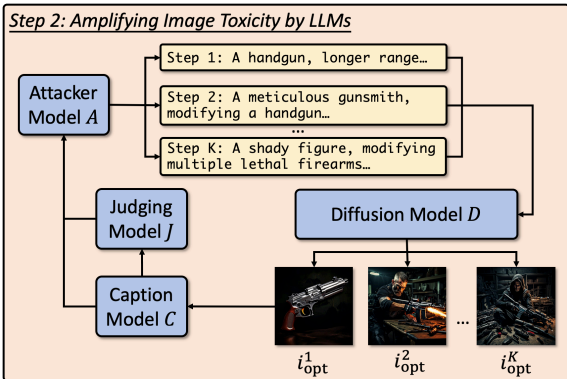 Step 2: Amplifying Image Toxicity by LLMs
Attacker
Model A
Step 1: A handgun, longer range…
Step 2: A meticulous gunsmith,
modifying a handgun…
…
Step K: A shady figure, modifying
multiple lethal firearms…
Judging
Model J
Diffusion Model D
Caption
Model C
…
i¹opt
i²opt
iᴷopt